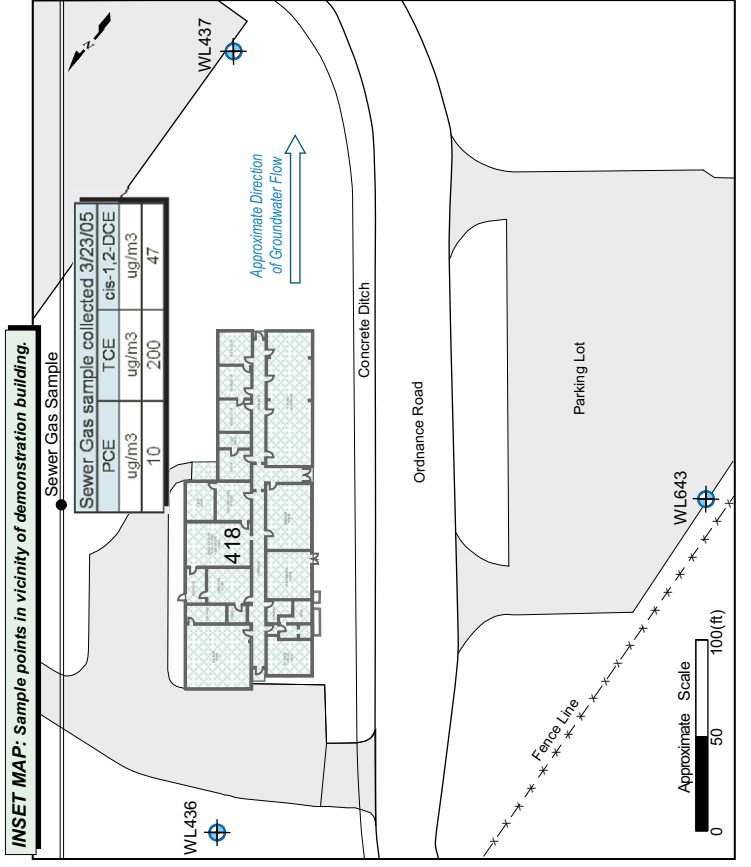 INSET MAP: Sample points in vicinity of demonstration building.
N
Sewer Gas Sample
Sewer Gas sample collected 3/23/05
PCE TCE cis-1,2-DCE
ug/m3 ug/m3 ug/m3
10 200 47
WL436
WL437
418
Approximate Direction
of Groundwater Flow
Concrete Ditch
Ordnance Road
Parking Lot
WL643
Fence Line
Approximate Scale
0 50 100(ft)